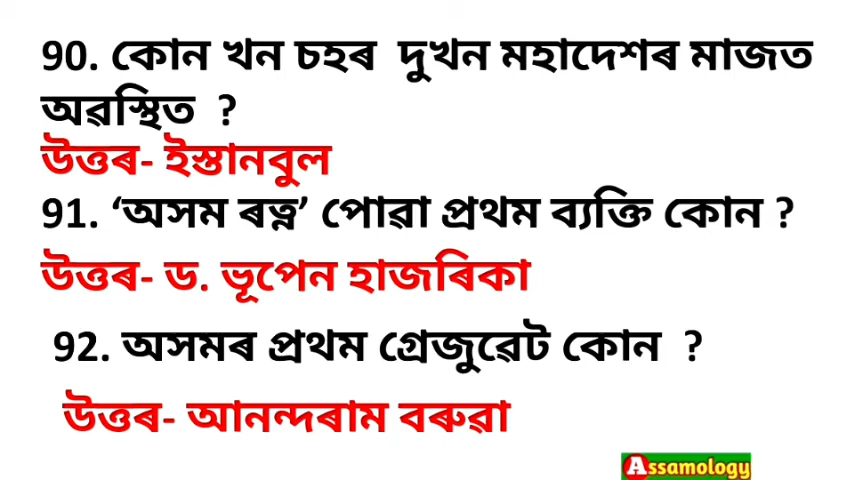 90. কোন খন চহৰ দুখন মহাদেশৰ মাজত
অৱস্থিত ?
উত্তৰ- ইস্তানবুল
91. ‘অসম ৰত্ন’ পোৱা প্ৰথম ব্যক্তি কোন ?
উত্তৰ- ড. ভূপেন হাজৰিকা
92. অসমৰ প্ৰথম গ্ৰেজুৱেট কোন ?
উত্তৰ- আনন্দৰাম বৰুৱা
Assamology